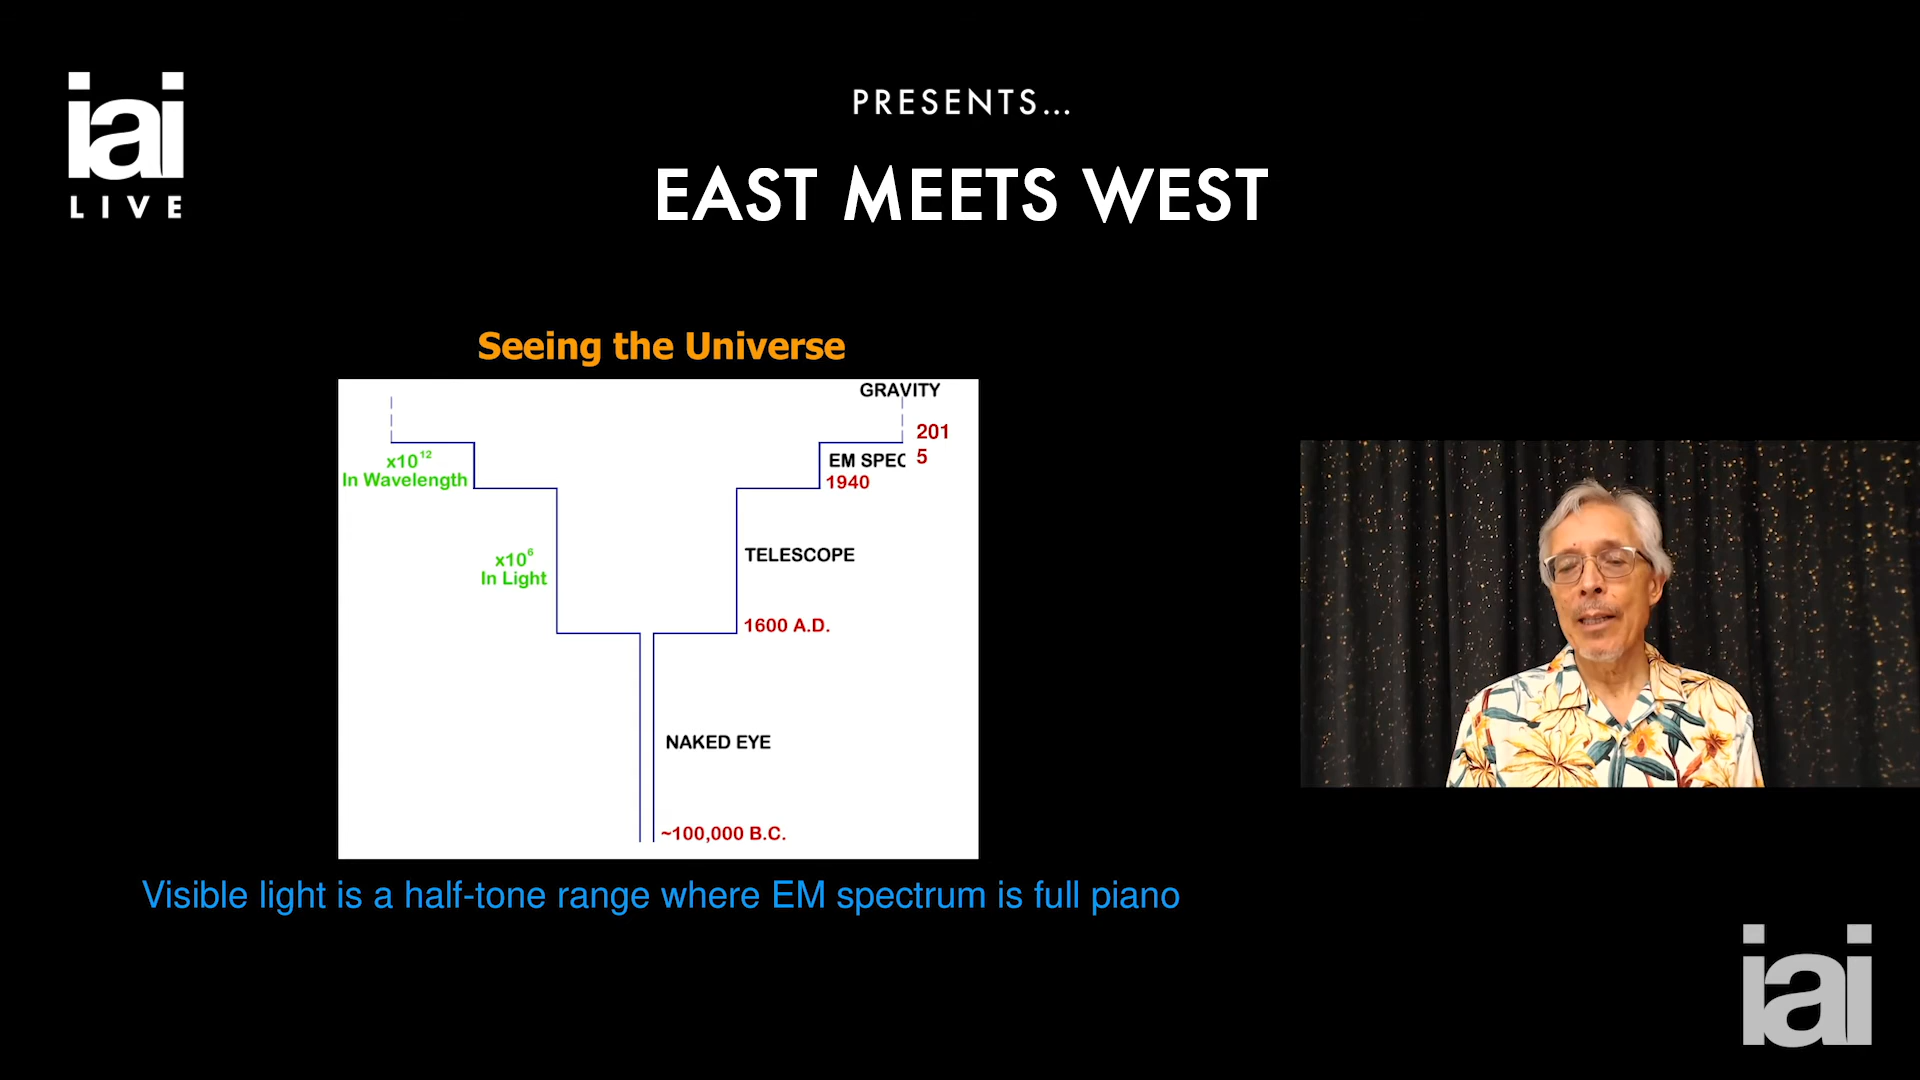 iai
LIVE
PRESENTS...
EAST MEETS WEST
Seeing the Universe
GRAVITY
201
5
x10¹²
In Wavelength
EM SPEC
1940
x10⁶
In Light
TELESCOPE
1600 A.D.
NAKED EYE
~100,000 B.C.
Visible light is a half-tone range where EM spectrum is full piano
iai